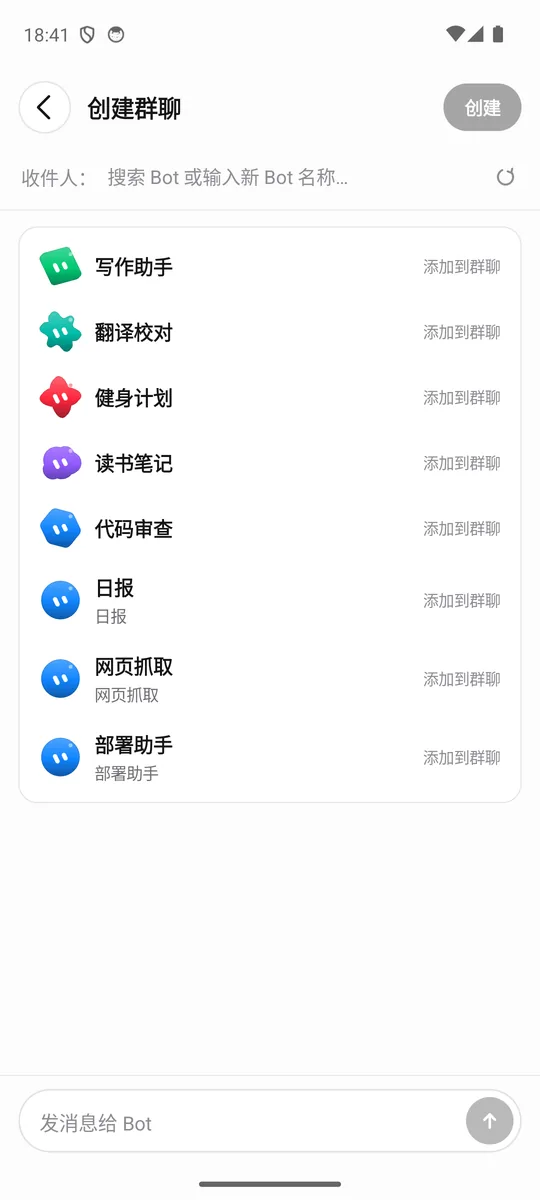 18:41
创建群聊
创建
收件人： 搜索 Bot 或输入新 Bot 名称...
写作助手 添加到群聊
翻译校对 添加到群聊
健身计划 添加到群聊
读书笔记 添加到群聊
代码审查 添加到群聊
日报
日报
添加到群聊
网页抓取
网页抓取
添加到群聊
部署助手
部署助手
添加到群聊
发消息给 Bot